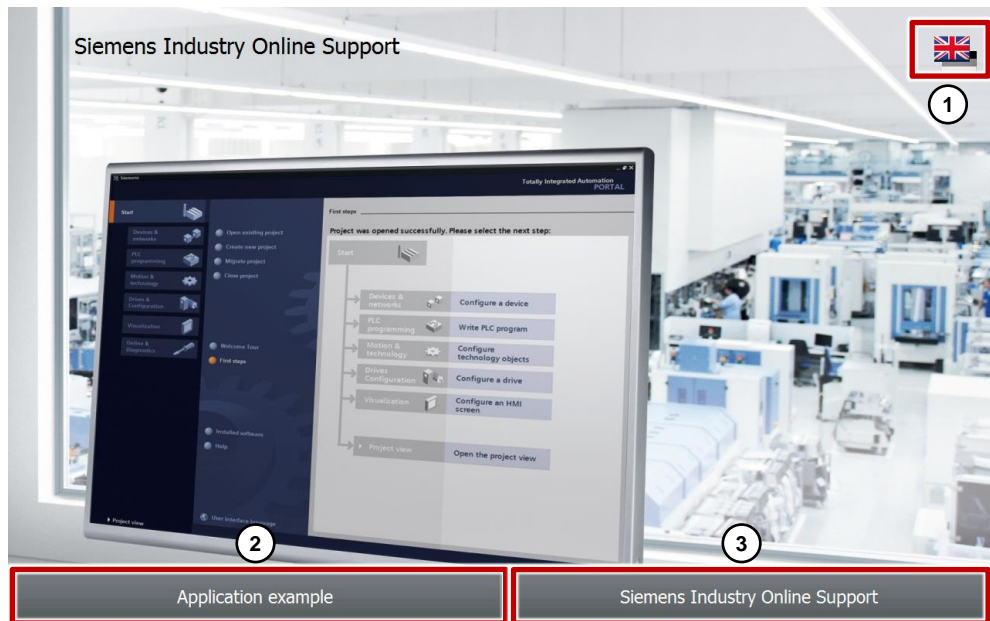 Siemens Industry Online Support
1
Siemens
Totally Integrated Automation
PORTAL
Start
Devices &
networks
PLC
programming
Motion &
technology
Drives &
Configuration
Visualization
Online &
Diagnostics
Open existing project
Create new project
Migrate project
Close project
Welcome Tour
First steps
Installed software
Help
User interface language
Project view
First steps
Project was opened successfully. Please select the next step:
Start
Devices &
networks
Configure a device
PLC
programming
Write PLC program
Motion &
technology
Configure
technology objects
Drives
Configuration
Configure a drive
Visualization
Configure an HMI
screen
Project view
Open the project view
2
3
Application example
Siemens Industry Online Support